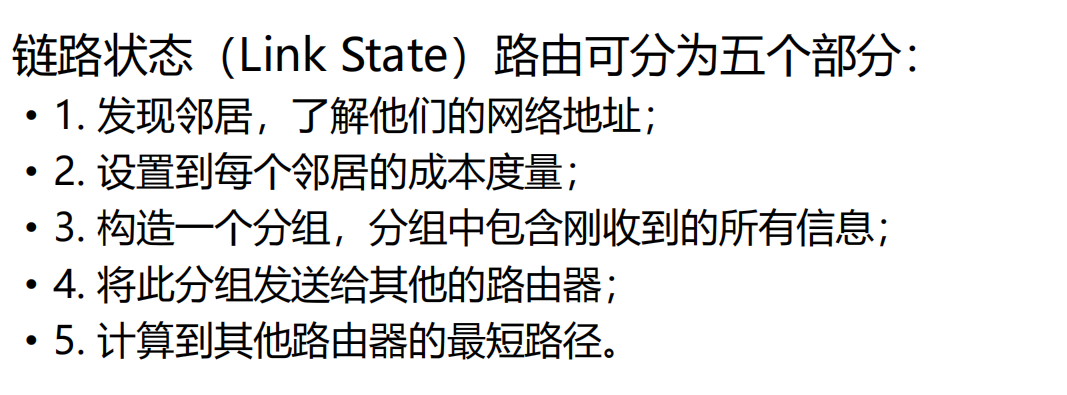 链路状态（Link State）路由可分为五个部分：
• 1. 发现邻居，了解他们的网络地址；
• 2. 设置到每个邻居的成本度量；
• 3. 构造一个分组，分组中包含刚收到的所有信息；
• 4. 将此分组发送给其他的路由器；
• 5. 计算到其他路由器的最短路径。